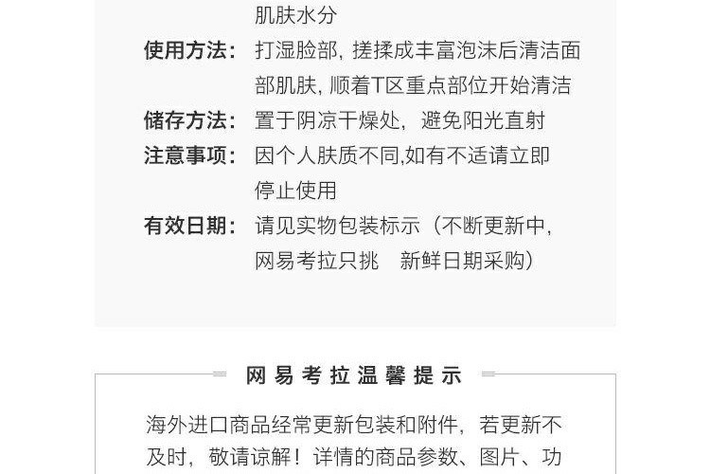 肌肤水分
使用方法： 打湿脸部, 搓揉成丰富泡沫后清洁面
部肌肤, 顺着T区重点部位开始清洁
储存方法： 置于阴凉干燥处，避免阳光直射
注意事项： 因个人肤质不同,如有不适请立即
停止使用
有效日期： 请见实物包装标示（不断更新中,
网易考拉只挑 新鲜日期采购）
网易考拉温馨提示
海外进口商品经常更新包装和附件，若更新不
及时，敬请谅解！详情的商品参数、图片、功